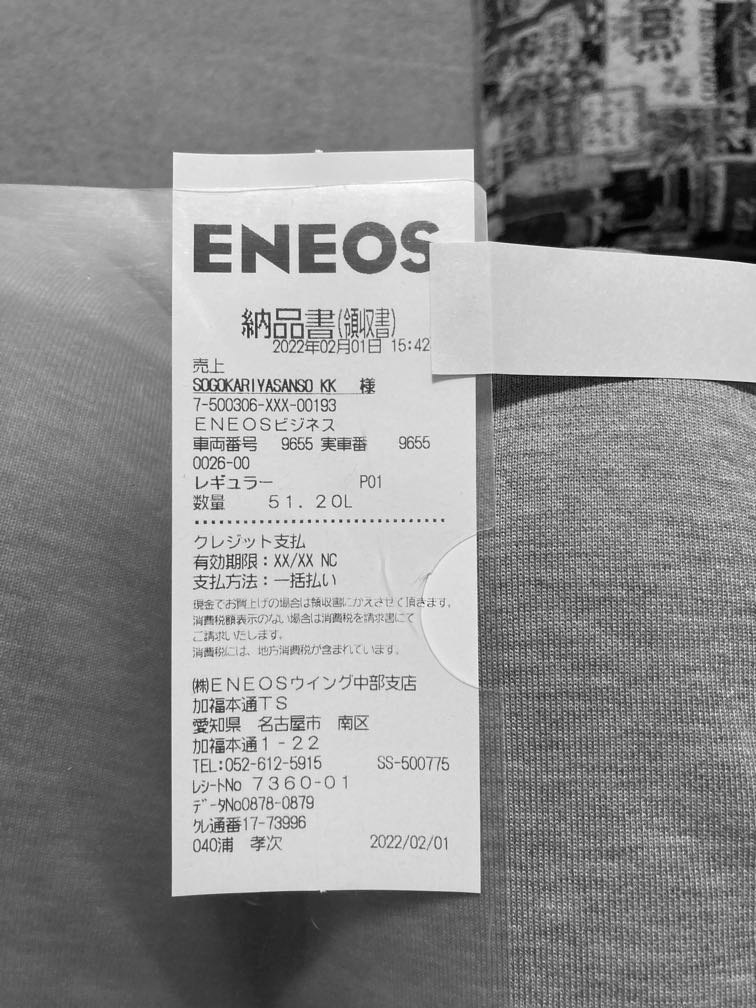 ENEOS
納品書(領収書)
2022年02月01日 15:42
売上
SOGOKARIYASANSO KK 様
7-500306-XXX-00193
ENEOSビジネス
車両番号 9655 実車番 9655
0026-00
レギュラー P01
数量 51.20L
クレジット支払
有効期限:XX/XX NC
支払方法:一括払い
現金でお買上げの場合は領収書にかえさせて頂きます。
消費税額表示のない場合は消費税を請求書にて
ご請求いたします。
消費税には、地方消費税が含まれています。
㈱ENEOSウイング中部支店
加福本通TS
愛知県 名古屋市 南区
加福本通1-22
TEL:052-612-5915 SS-500775
レシートNo 7360-01
データNo0878-0879
クレ通番17-73996
040浦 孝次 2022/02/01